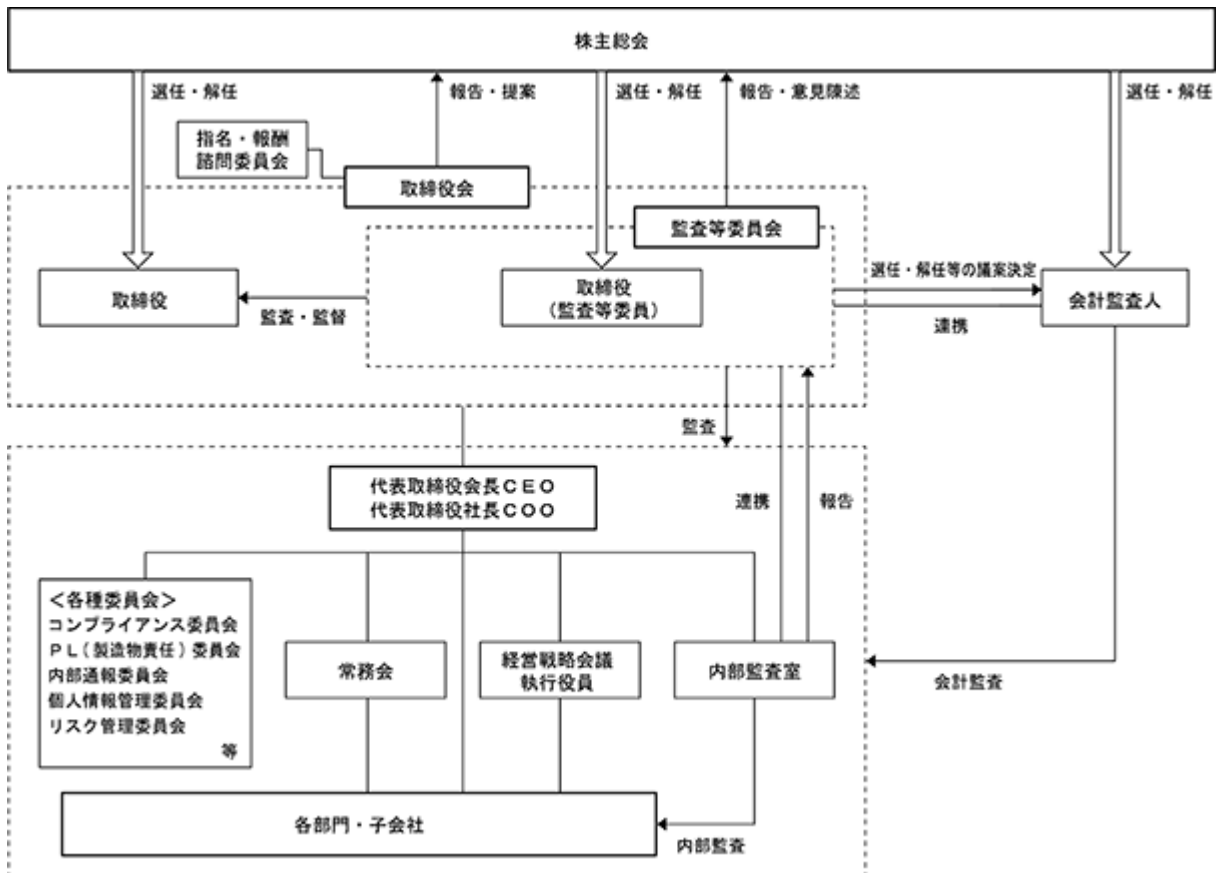 株主総会
選任・解任
報告・提案
選任・解任
報告・意見陳述
選任・解任
指名・報酬
諮問委員会
取締役会
監査等委員会
取締役
監査・監督
取締役
（監査等委員）
選任・解任等の議案決定
連携
会計監査人
監査
代表取締役会長ＣＥＯ
代表取締役社長ＣＯＯ
連携
報告
＜各種委員会＞
コンプライアンス委員会
ＰＬ（製造物責任）委員会
内部通報委員会
個人情報管理委員会
リスク管理委員会
等
常務会
経営戦略会議
執行役員
内部監査室
会計監査
各部門・子会社
内部監査